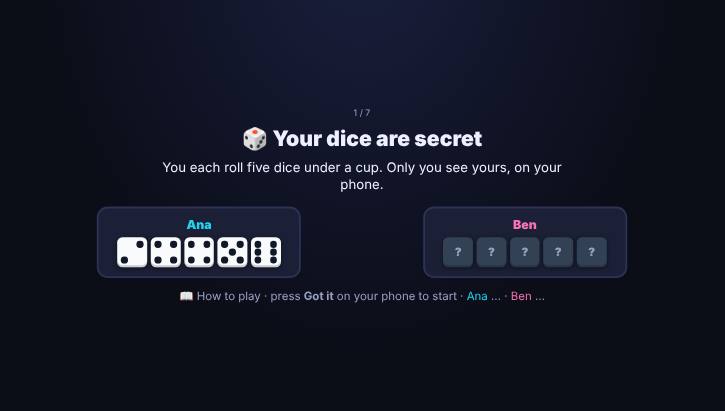 1 / 7
🎲 Your dice are secret
You each roll five dice under a cup. Only you see yours, on your
phone.
Ana
Ben
? ? ? ? ?
📖 How to play · press Got it on your phone to start · Ana ... · Ben ...